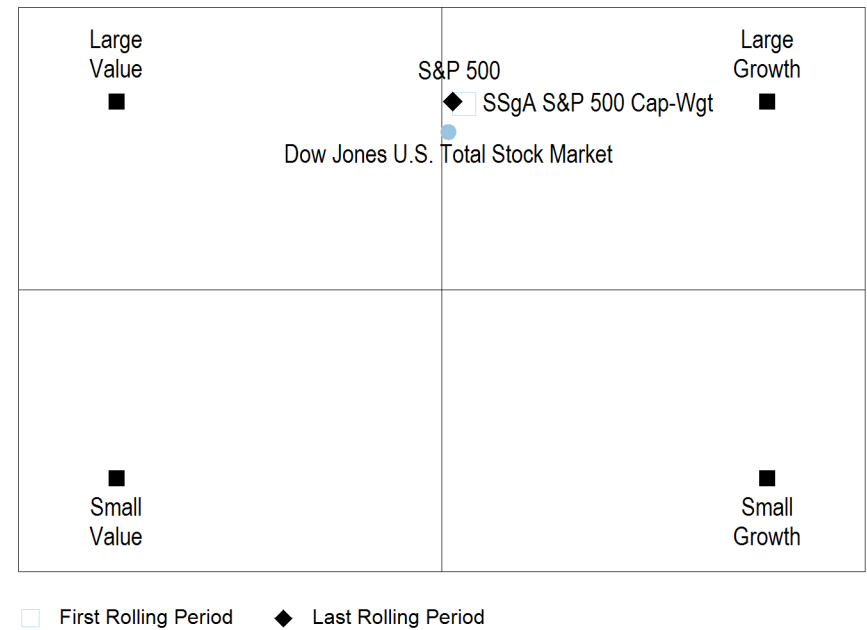 Large
Value
Large
Growth
S&P 500
SSgA S&P 500 Cap-Wgt
Dow Jones U.S. Total Stock Market
Small
Value
Small
Growth
First Rolling Period
Last Rolling Period